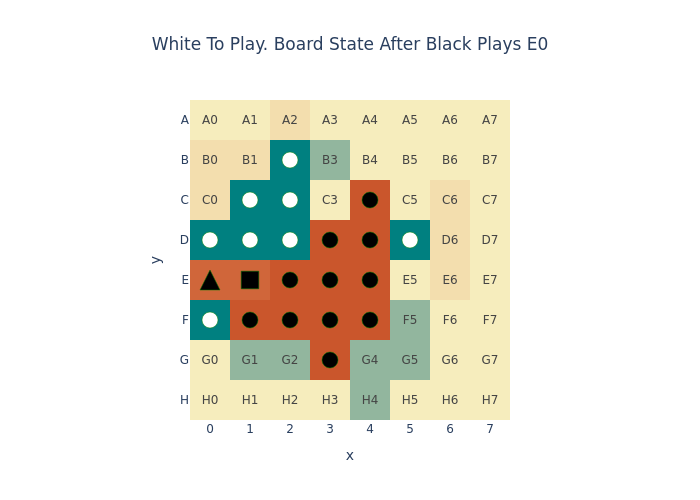 White To Play. Board State After Black Plays E0
A A0 A1 A2 A3 A4 A5 A6 A7
B B0 B1 B3 B4 B5 B6 B7
C C0 C3 C5 C6 C7
D D6 D7
y
E E5 E6 E7
F F5 F6 F7
G G0 G1 G2 G4 G5 G6 G7
H H0 H1 H2 H3 H4 H5 H6 H7
0 1 2 3 4 5 6 7
x